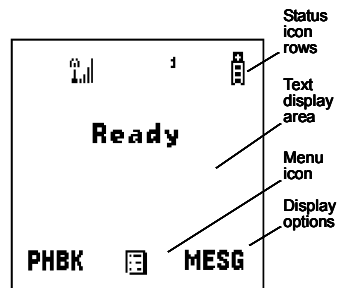 Status
icon
rows
Text
display
area
Ready
Menu
icon
Display
options
PHBK
MESG